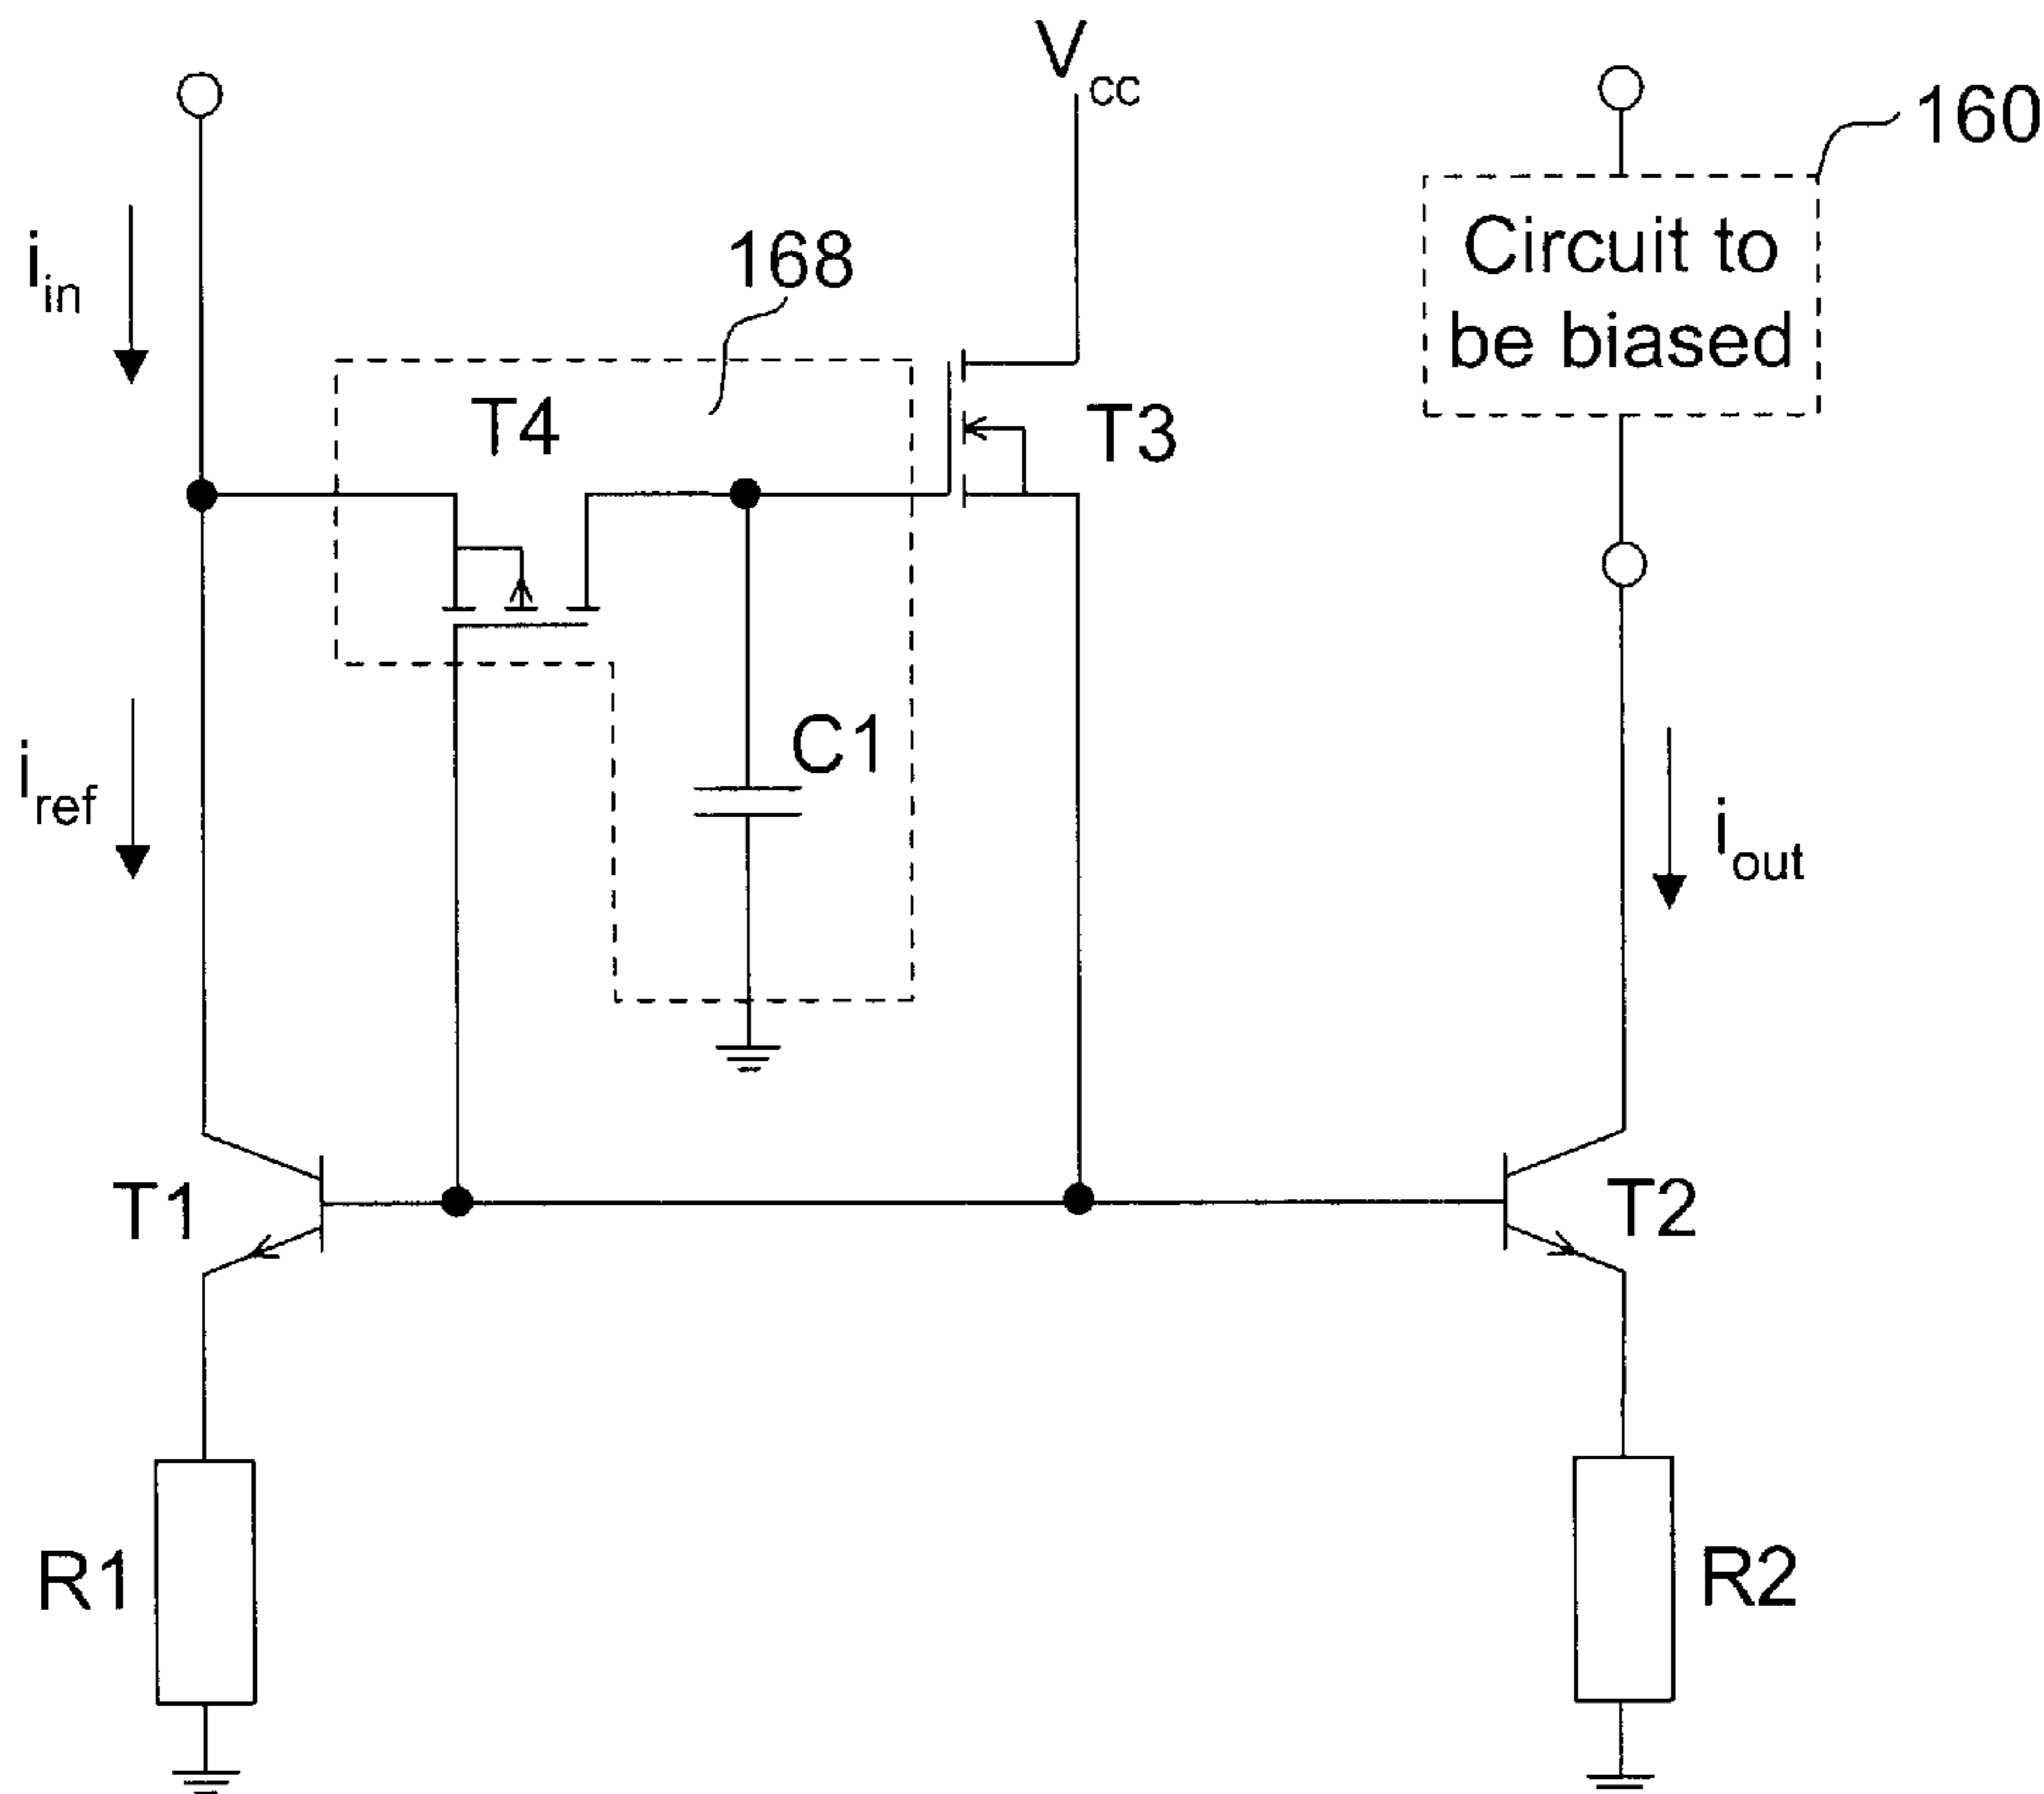 Vcc
160
Circuit to
be biased
iin
168
T4
T3
C1
iref
iout
T1
T2
R1
R2